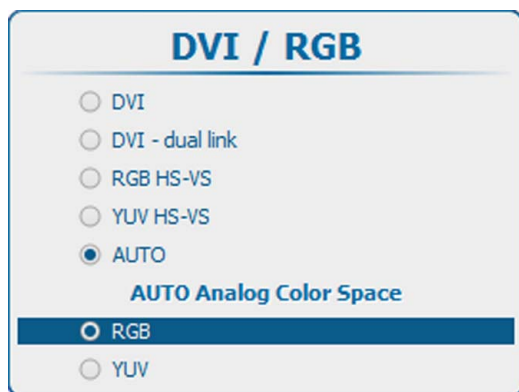 DVI / RGB
DVI
DVI - dual link
RGB HS-VS
YUV HS-VS
AUTO
AUTO Analog Color Space
RGB
YUV